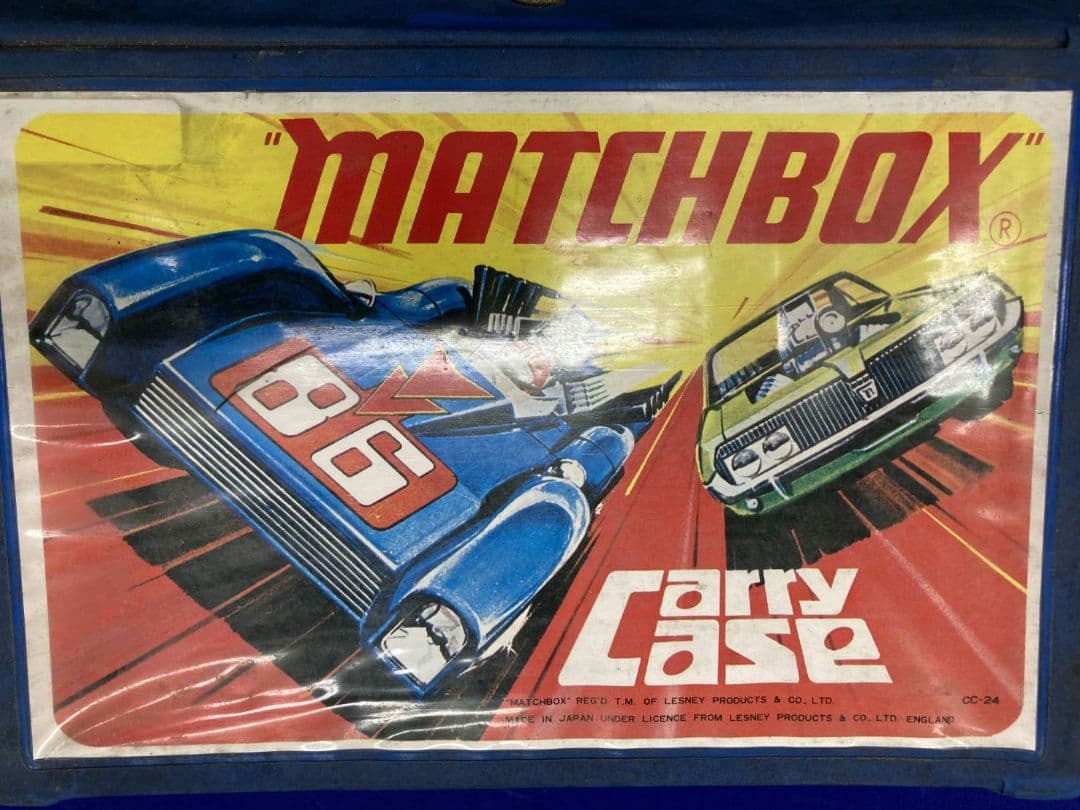 "MATCHBOX"®
86
Carry
Case
"MATCHBOX" REG'D T.M. OF LESNEY PRODUCTS & CO., LTD.
CC-24
MADE IN JAPAN UNDER LICENCE FROM LESNEY PRODUCTS & CO., LTD. ENGLAND